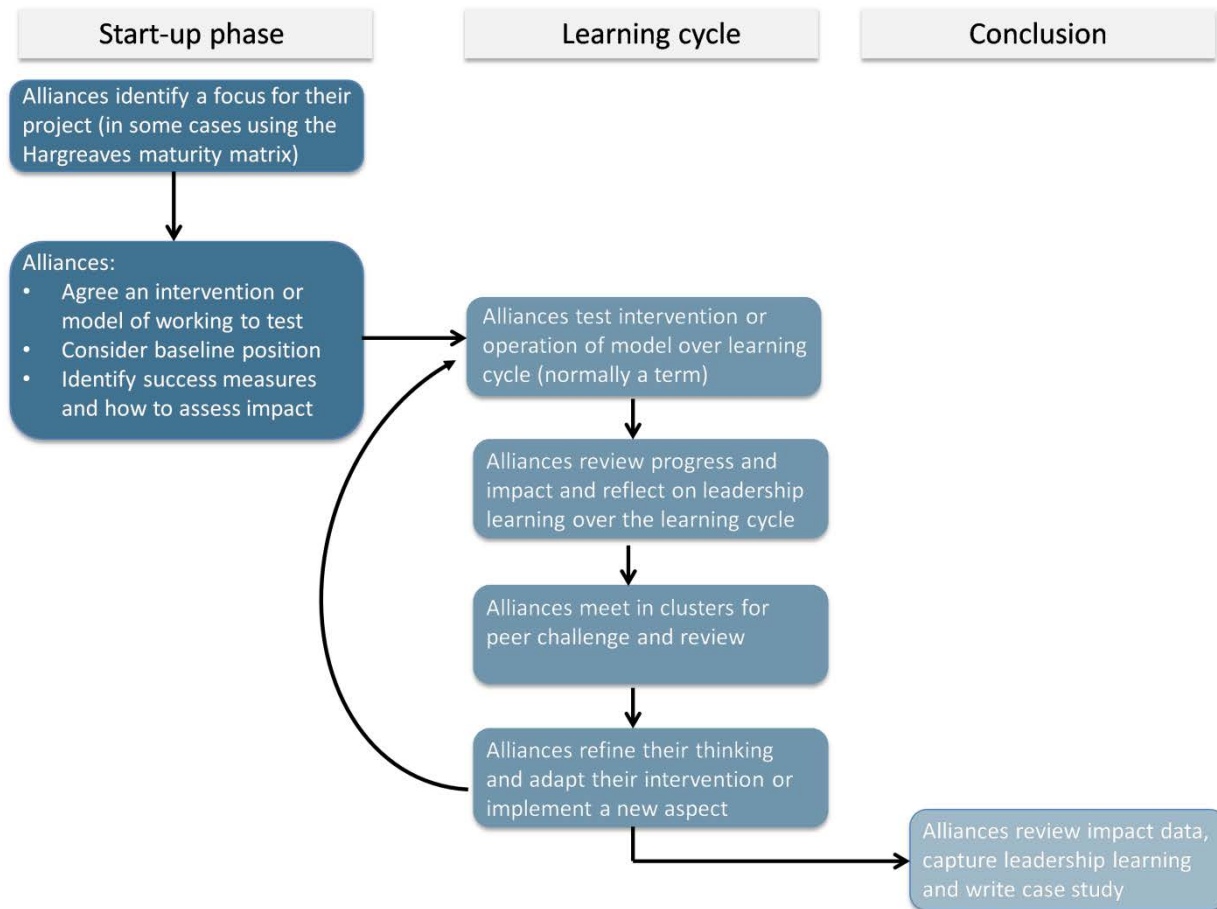 Start-up phase
Learning cycle
Conclusion
Alliances identify a focus for their
project (in some cases using the
Hargreaves maturity matrix)
Alliances:
• Agree an intervention or
model of working to test
• Consider baseline position
• Identify success measures
and how to assess impact
Alliances test intervention or
operation of model over learning
cycle (normally a term)
Alliances review progress and
impact and reflect on leadership
learning over the learning cycle
Alliances meet in clusters for
peer challenge and review
Alliances refine their thinking
and adapt their intervention or
implement a new aspect
Alliances review impact data,
capture leadership learning
and write case study